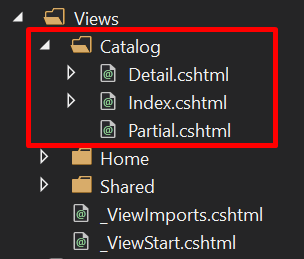 Views
Catalog
Detail.cshtml
Index.cshtml
Partial.cshtml
Home
Shared
_ViewImports.cshtml
_ViewStart.cshtml